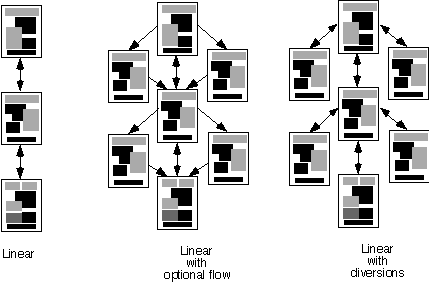 Linear
Linear
with
optional flow
Linear
with
diversions